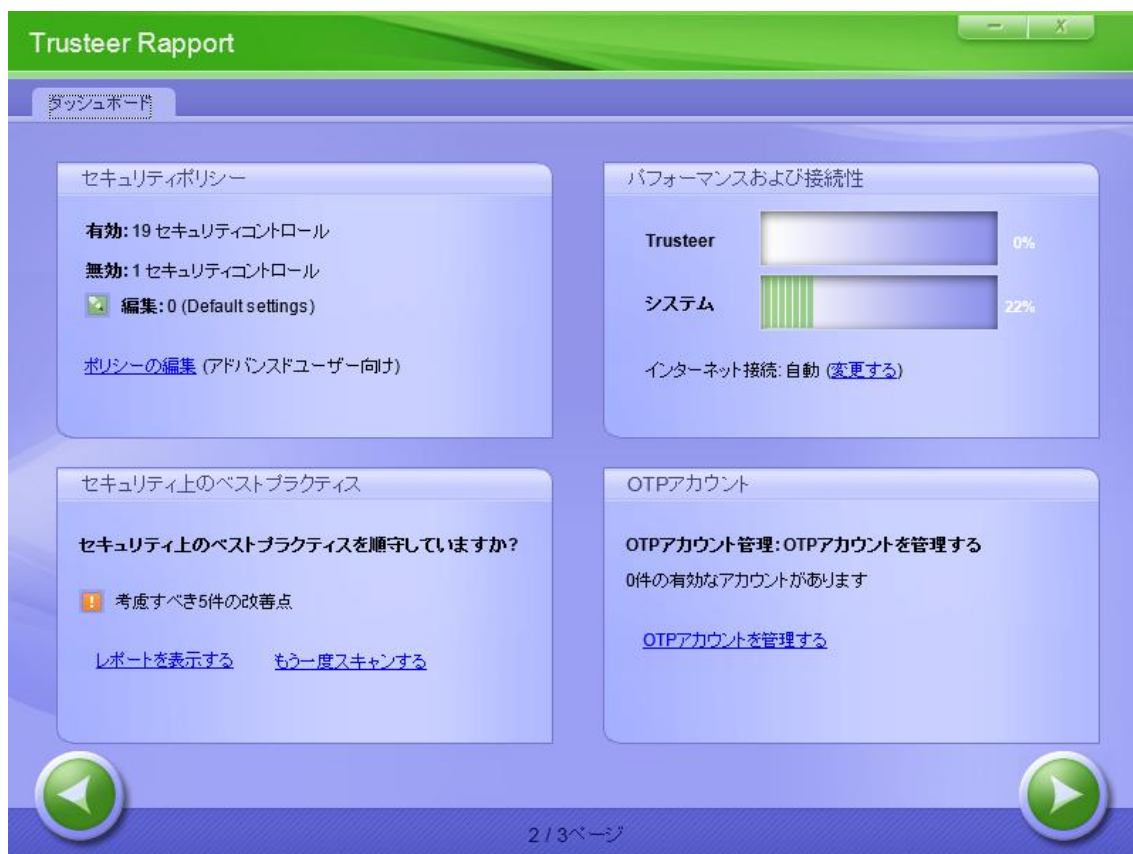 Trusteer Rapport
ダッシュボード
セキュリティポリシー
有効: 19 セキュリティコントロール
無効: 1 セキュリティコントロール
編集: 0 (Default settings)
ポリシーの編集 (アドバンスドユーザー向け)
パフォーマンスおよび接続性
Trusteer 0%
システム 22%
インターネット接続: 自動 (変更する)
セキュリティ上のベストプラクティス
セキュリティ上のベストプラクティスを順守していますか?
考慮すべき5件の改善点
レポートを表示する もう一度スキャンする
OTPアカウント
OTPアカウント管理: OTPアカウントを管理する
0件の有効なアカウントがあります
OTPアカウントを管理する
2 / 3ページ